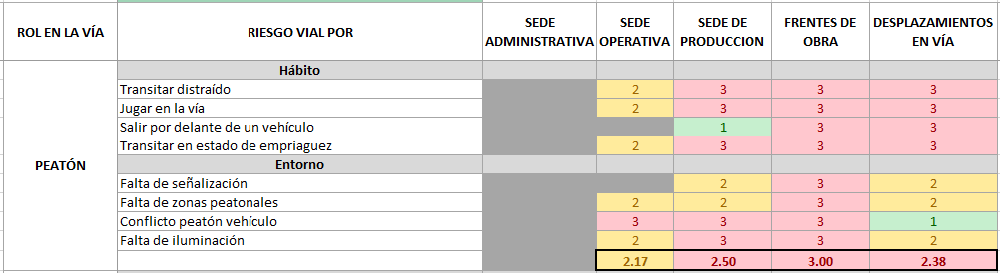 ROL EN LA VÍA RIESGO VIAL POR SEDE ADMINISTRATIVA SEDE OPERATIVA SEDE DE PRODUCCION FRENTES DE OBRA DESPLAZAMIENTOS EN VÍA
PEATÓN
Hábito
Transitar distraído 2 3 3 3
Jugar en la vía 2 3 3 3
Salir por delante de un vehículo 1 3 3
Transitar en estado de empriaguez 2 3 3 3
Entorno
Falta de señalización 2 3 2
Falta de zonas peatonales 2 2 3 2
Conflicto peatón vehículo 3 3 3 1
Falta de iluminación 2 3 3 2
2.17 2.50 3.00 2.38